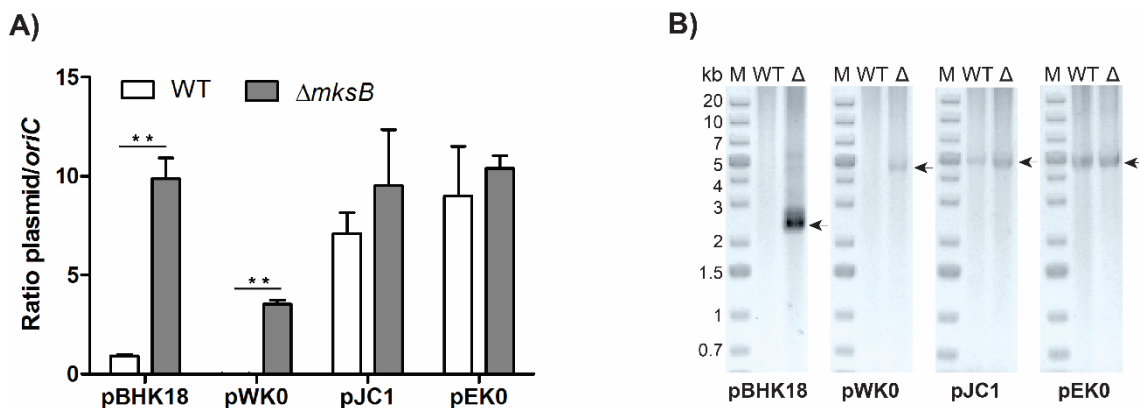 A)
WT
ΔmksB
Ratio plasmid/oriC
15
10
5
0
**
**
pBHK18
pWK0
pJC1
pEK0
B)
kb
M WT Δ
M WT Δ
M WT Δ
M WT Δ
20
10
7
5
4
3
2
1.5
1
0.7
pBHK18
pWK0
pJC1
pEK0